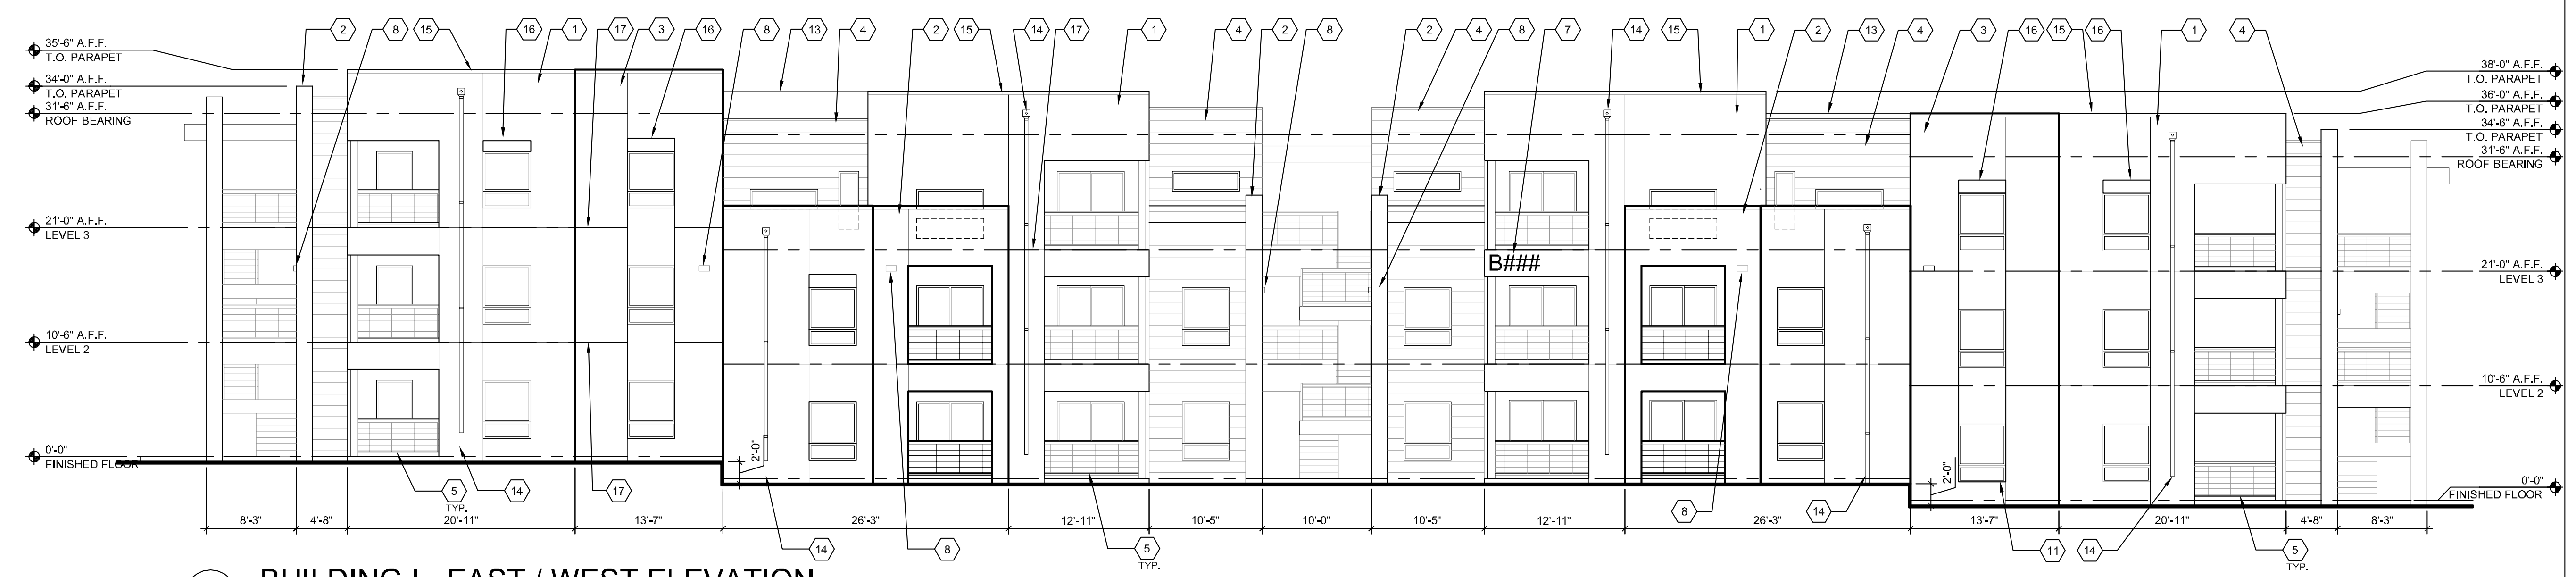 2 8 15 16 1 17 3 16 8 13 4 2 15 14 17 1 4 2 8 2 4 8 7 14 15 1 2 13 4 3 16 15 16 1 4
35'-6" A.F.F.
T.O. PARAPET
34'-0" A.F.F.
T.O. PARAPET
31'-6" A.F.F.
ROOF BEARING
21'-0" A.F.F.
LEVEL 3
10'-6" A.F.F.
LEVEL 2
0'-0"
FINISHED FLOOR
B###
38'-0" A.F.F.
T.O. PARAPET
36'-0" A.F.F.
T.O. PARAPET
34'-6" A.F.F.
T.O. PARAPET
31'-6" A.F.F.
ROOF BEARING
21'-0" A.F.F.
LEVEL 3
10'-6" A.F.F.
LEVEL 2
0'-0"
FINISHED FLOOR
2'-0"
2'-0"
5 14 17 8 14
TYP.
8'-3" 4'-8" 20'-11" 13'-7" 26'-3" 12'-11" 10'-5" 10'-0" 10'-5" 12'-11" 26'-3" 13'-7" 20'-11" 4'-8" 8'-3"
14 8 5 11 14 5
TYP. TYP.
BUILDING I - EAST / WEST ELEVATION